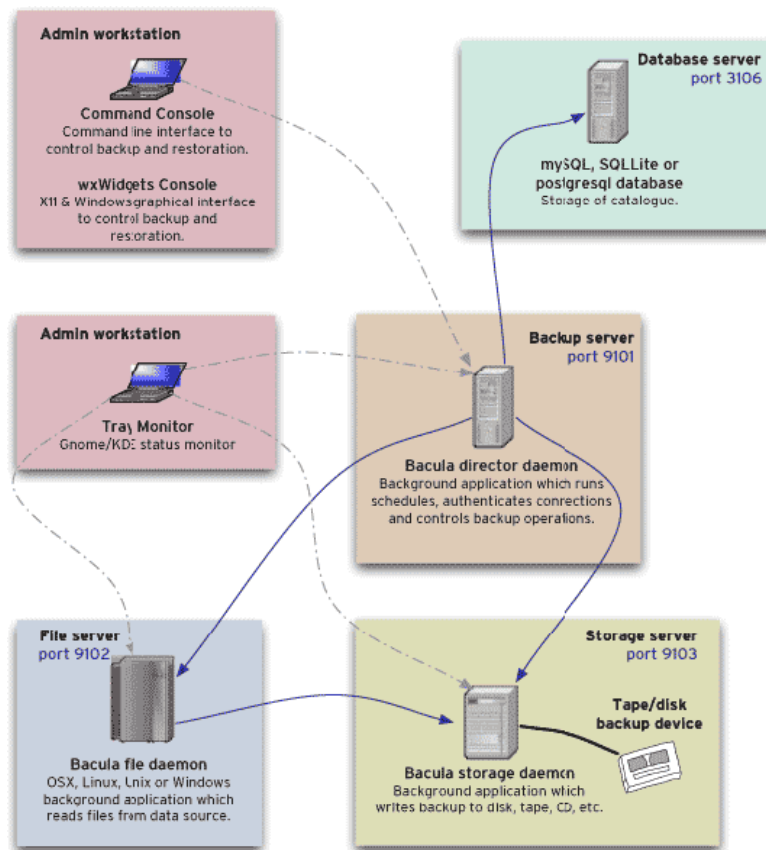 Admin workstation
Command Console
Command line interface to
control backup and restoration.
wxWidgets Console
X11 & Windows graphical interface
to control backup and
restoration.
Database server
port 3106
mySQL, SQLLite or
postgresql database
Storage of catalogue.
Admin workstation
Tray Monitor
Gnome/KDE status monitor
Backup server
port 9101
Bacula director daemon
Background application which runs
schedules, authenticates connections
and controls backup operations.
File server
port 9102
Bacula file daemon
OSX, Linux, Unix or Windows
background application which
reads files from data source.
Storage server
port 9103
Tape/disk
backup device
Bacula storage daemon
Background application which
writes backup to disk, tape, CD, etc.